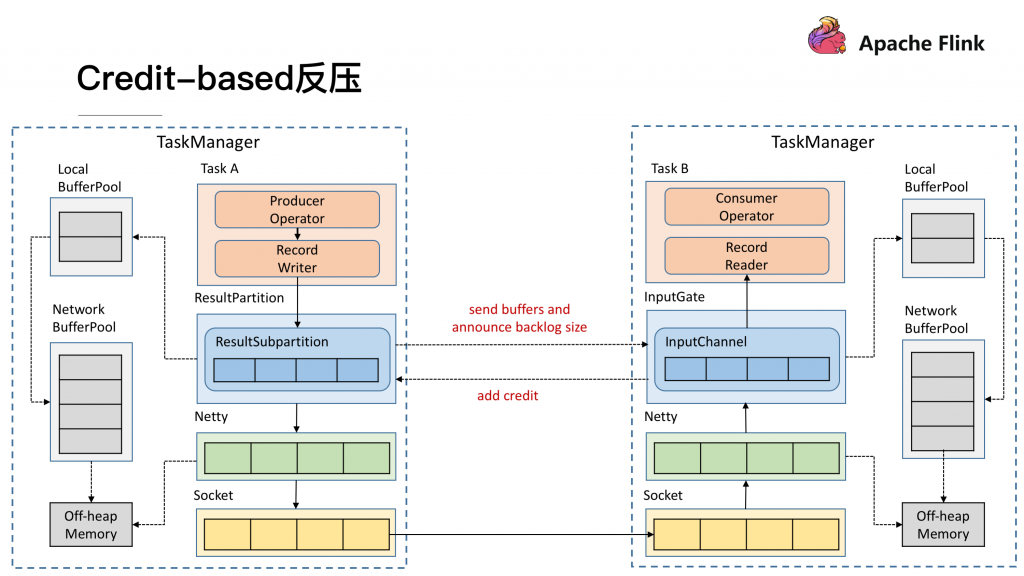 Apache Flink
Credit-based反压
TaskManager
Local
BufferPool
Task A
Producer
Operator
Record
Writer
Network
BufferPool
ResultPartition
ResultSubpartition
Netty
Socket
Off-heap
Memory
send buffers and
announce backlog size
add credit
TaskManager
Task B
Consumer
Operator
Record
Reader
Local
BufferPool
InputGate
InputChannel
Network
BufferPool
Netty
Socket
Off-heap
Memory